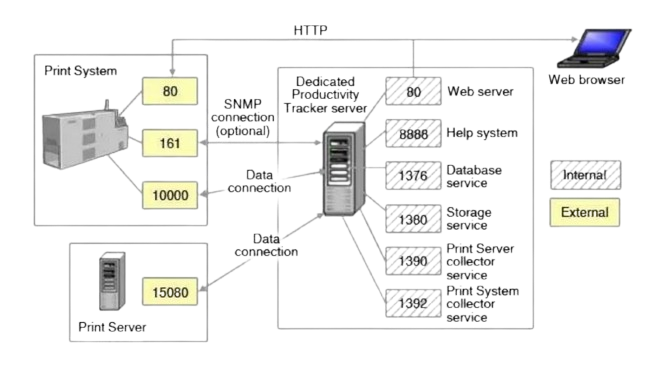 HTTP
Print System
80
161
10000
SNMP
connection
(optional)
Data
connection
Data
connection
15080
Print Server
Dedicated
Productivity
Tracker server
80
Web server
8888
Help system
1376
Database
service
1380
Storage
service
1390
Print Server
collector
service
1392
Print System
collector
service
Web browser
Internal
External